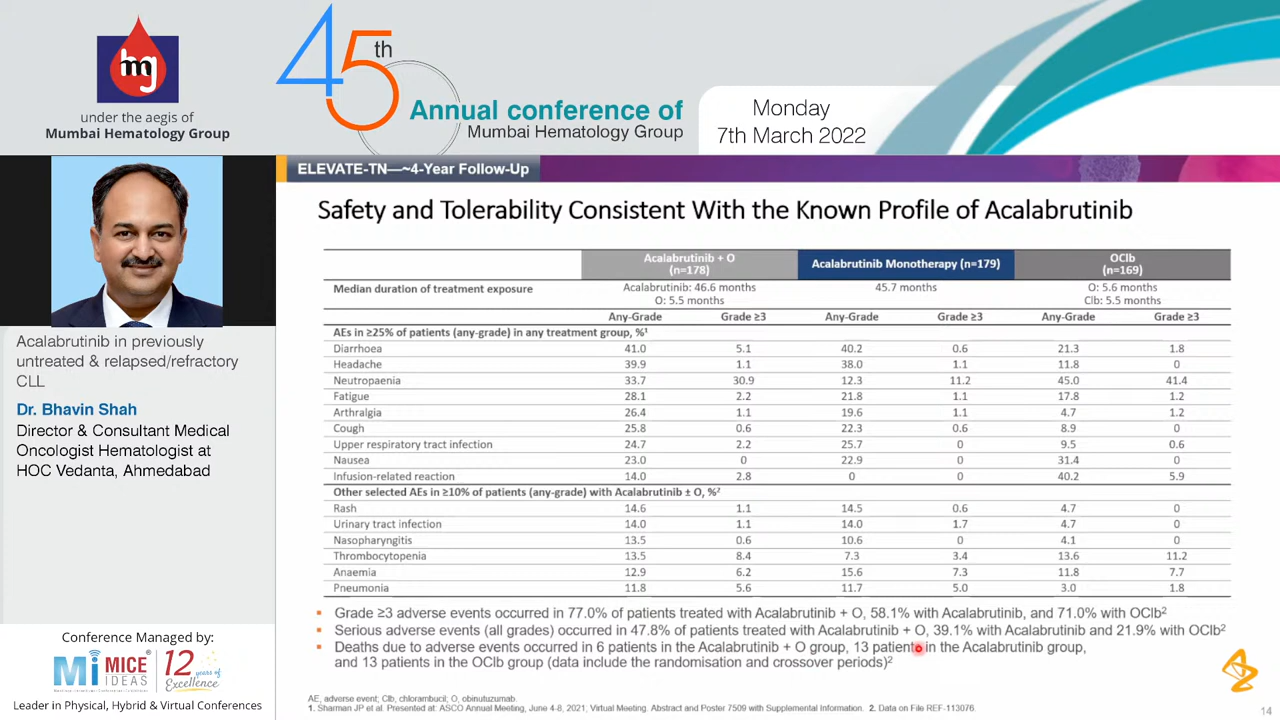 hmg
under the aegis of
Mumbai Hematology Group
45th
Annual conference of
Mumbai Hematology Group
Monday
7th March 2022
Acalabrutinib in previously
untreated & relapsed/refractory
CLL
Dr. Bhavin Shah
Director & Consultant Medical
Oncologist Hematologist at
HOC Vedanta, Ahmedabad
Conference Managed by:
Mi MICE IDEAS 12 years of Excellence
Leader in Physical, Hybrid & Virtual Conferences
ELEVATE-TN—~4-Year Follow-Up
Safety and Tolerability Consistent With the Known Profile of Acalabrutinib
Acalabrutinib + O (n=178) Acalabrutinib Monotherapy (n=179) OClb (n=169)
Median duration of treatment exposure Acalabrutinib: 46.6 months O: 5.5 months 45.7 months O: 5.6 months Clb: 5.5 months
Any-Grade Grade ≥3 Any-Grade Grade ≥3 Any-Grade Grade ≥3
AEs in ≥25% of patients (any-grade) in any treatment group, %1
Diarrhoea 41.0 5.1 40.2 0.6 21.3 1.8
Headache 39.9 1.1 38.0 1.1 11.8 0
Neutropaenia 33.7 30.9 12.3 11.2 45.0 41.4
Fatigue 28.1 2.2 21.8 1.1 17.8 1.2
Arthralgia 26.4 1.1 19.6 1.1 4.7 1.2
Cough 25.8 0.6 22.3 0.6 8.9 0
Upper respiratory tract infection 24.7 2.2 25.7 0 9.5 0.6
Nausea 23.0 0 22.9 0 31.4 0
Infusion-related reaction 14.0 2.8 0 0 40.2 5.9
Other selected AEs in ≥10% of patients (any-grade) with Acalabrutinib ± O, %2
Rash 14.6 1.1 14.5 0.6 4.7 0
Urinary tract infection 14.0 1.1 14.0 1.7 4.7 0
Nasopharyngitis 13.5 0.6 10.6 0 4.1 0
Thrombocytopenia 13.5 8.4 7.3 3.4 13.6 11.2
Anaemia 12.9 6.2 15.6 7.3 11.8 7.7
Pneumonia 11.8 5.6 11.7 5.0 3.0 1.8
▪ Grade ≥3 adverse events occurred in 77.0% of patients treated with Acalabrutinib + O, 58.1% with Acalabrutinib, and 71.0% with OClb2
▪ Serious adverse events (all grades) occurred in 47.8% of patients treated with Acalabrutinib + O, 39.1% with Acalabrutinib and 21.9% with OClb2
▪ Deaths due to adverse events occurred in 6 patients in the Acalabrutinib + O group, 13 patients in the Acalabrutinib group,
and 13 patients in the OClb group (data include the randomisation and crossover periods)2
AE, adverse event; Clb, chlorambucil; O, obinutuzumab.
1. Sharman JP et al. Presented at: ASCO Annual Meeting, June 4-8, 2021, Virtual Meeting. Abstract and Poster 7509 with Supplemental Information. 2. Data on File REF-113076.
14